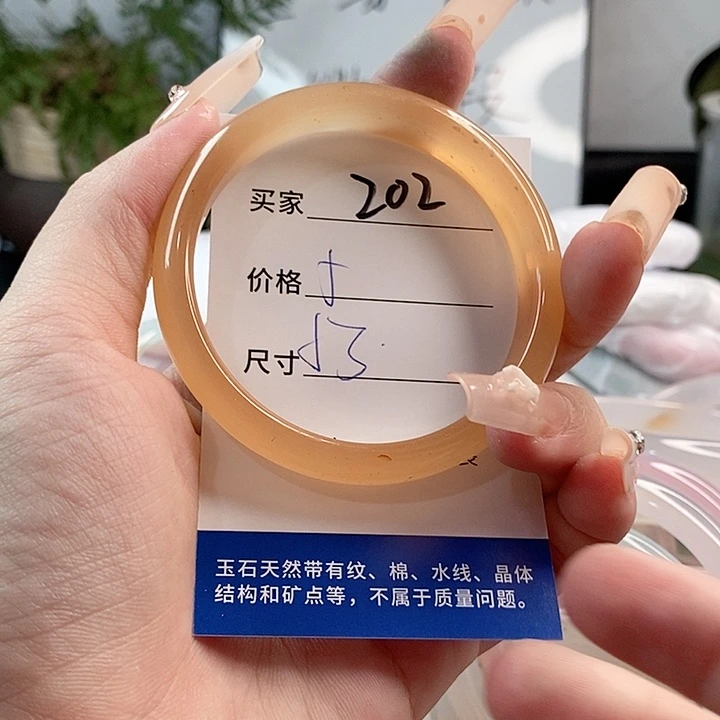 买家 202
价格
尺寸 53
玉石天然带有纹、棉、水线、晶体
结构和矿点等，不属于质量问题。